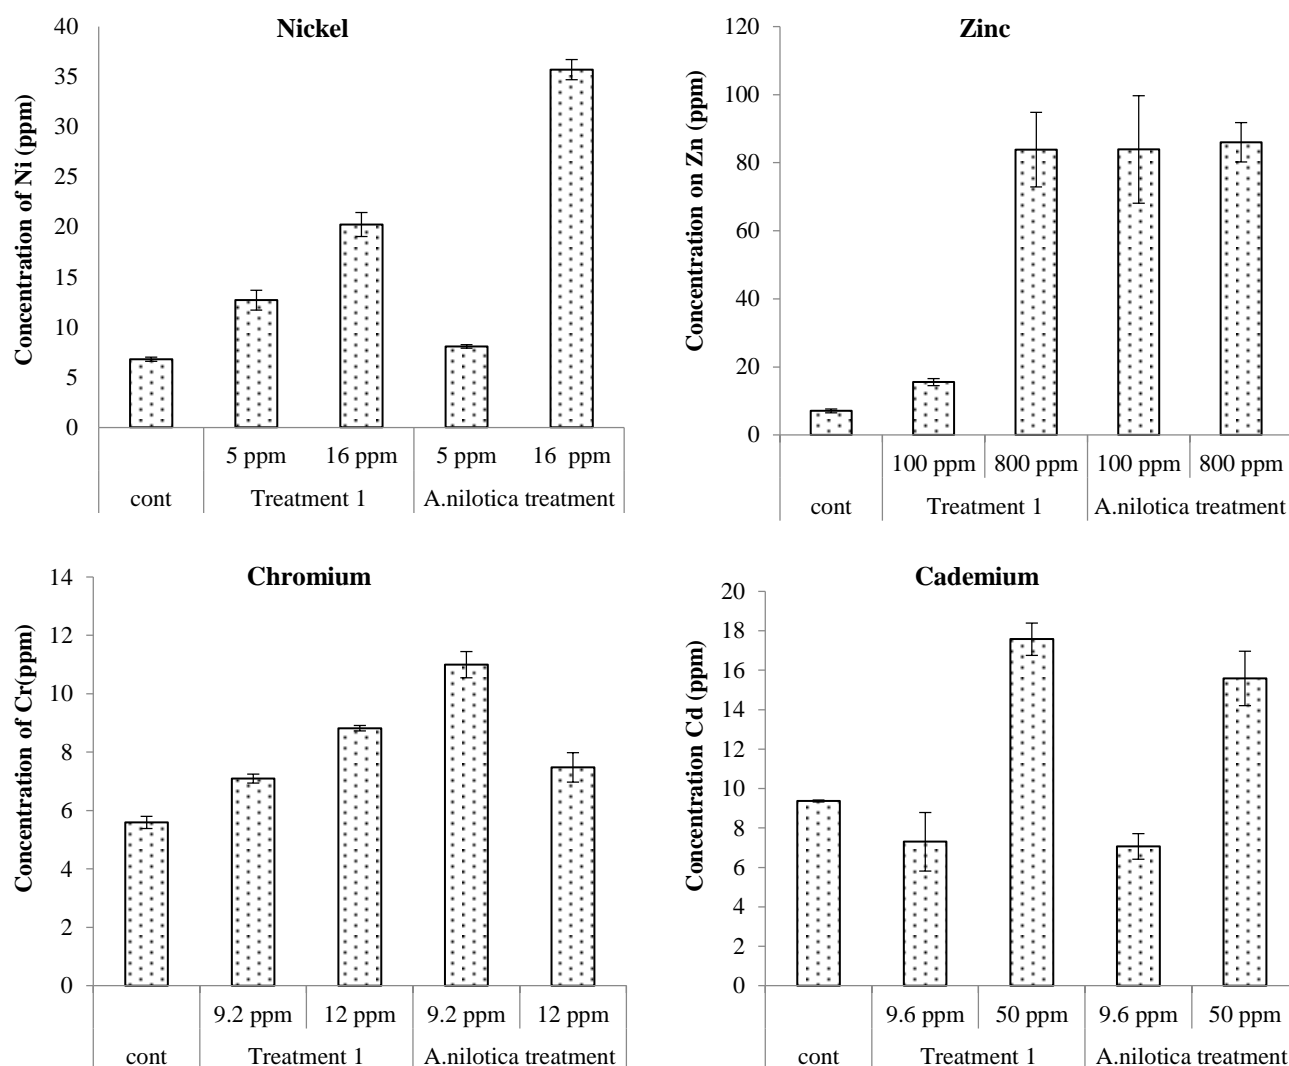 Nickel
Concentration of Ni (ppm)
40
35
30
25
20
15
10
5
0
5 ppm 16 ppm 5 ppm 16 ppm
cont Treatment 1 A.nilotica treatment
Zinc
Concentration on Zn (ppm)
120
100
80
60
40
20
0
100 ppm 800 ppm 100 ppm 800 ppm
cont Treatment 1 A.nilotica treatment
Chromium
Concentration of Cr(ppm)
14
12
10
8
6
4
2
0
9.2 ppm 12 ppm 9.2 ppm 12 ppm
cont Treatment 1 A.nilotica treatment
Cademium
Concentration Cd (ppm)
20
18
16
14
12
10
8
6
4
2
0
9.6 ppm 50 ppm 9.6 ppm 50 ppm
cont Treatment 1 A.nilotica treatment